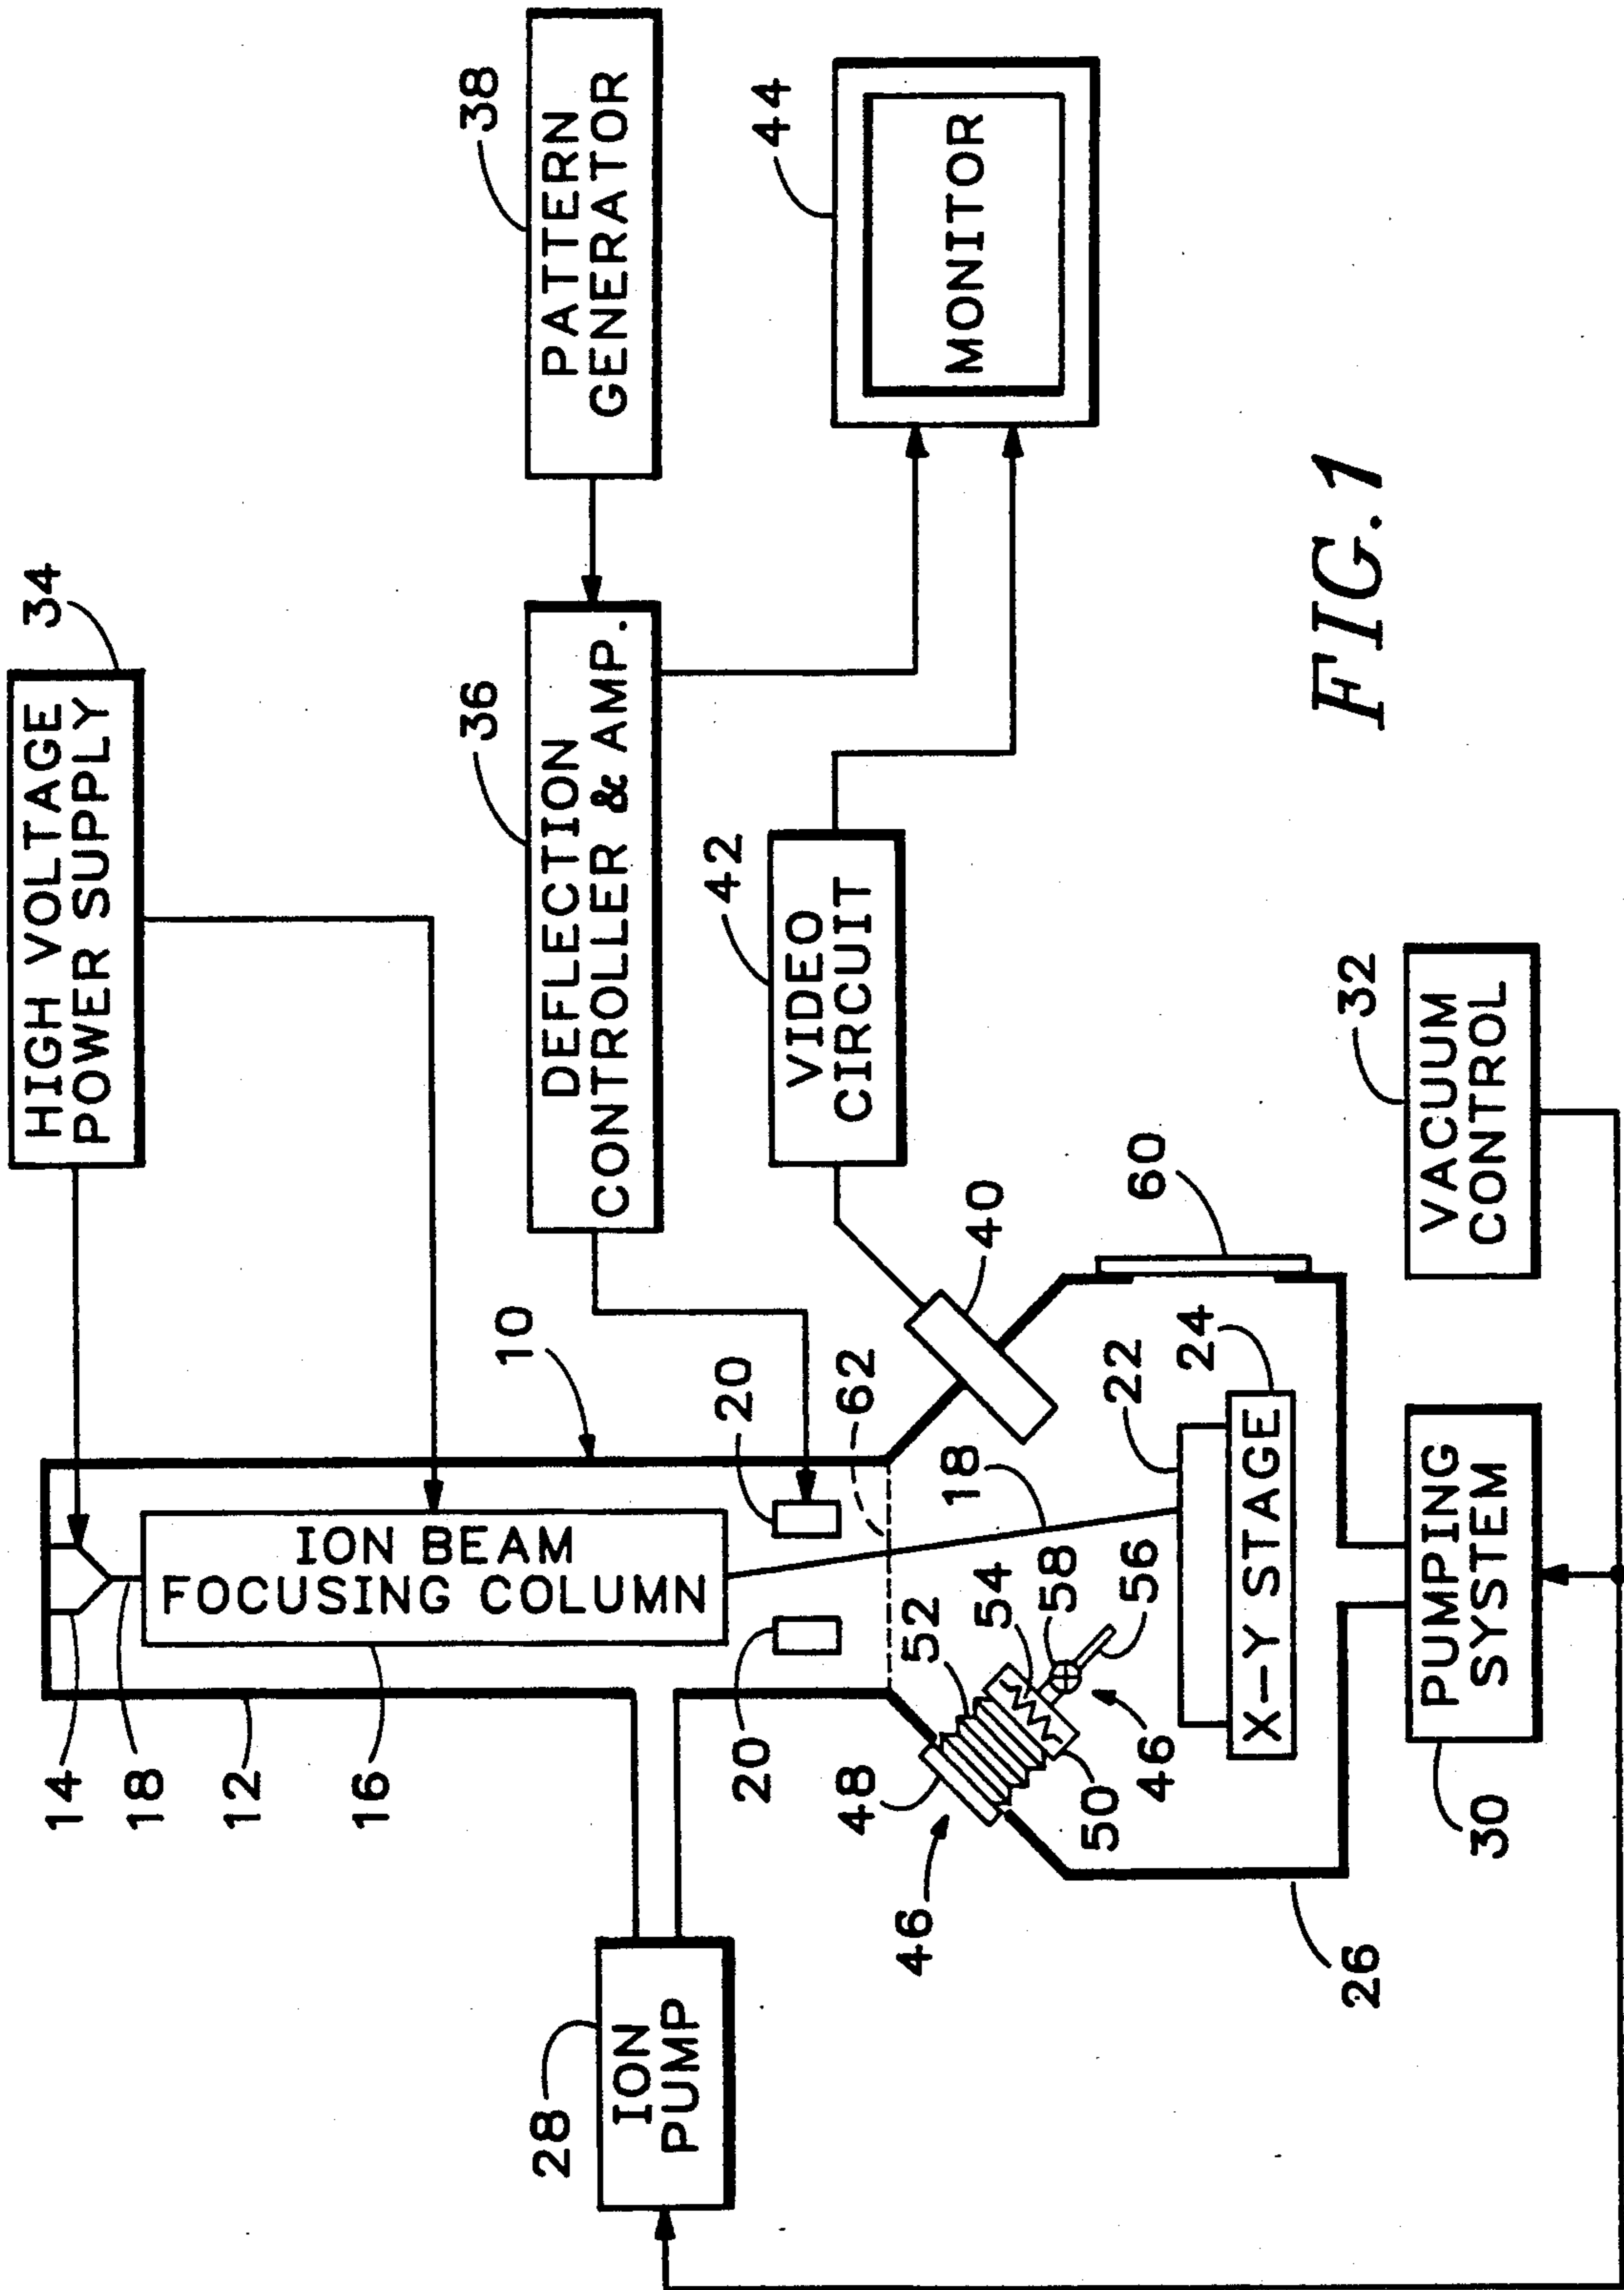 HIGH VOLTAGE
POWER SUPPLY
34
14
18
12
16
ION BEAM
FOCUSING COLUMN
10
36
DEFLECTION
CONTROLLER & AMP.
38
PATTERN
GENERATOR
28
ION
PUMP
20
20
62
42
VIDEO
CIRCUIT
44
MONITOR
40
46
48
52
54
58
56
50
46
18
22
24
X-Y STAGE
60
26
30
PUMPING
SYSTEM
32
VACUUM
CONTROL
FIG. 1